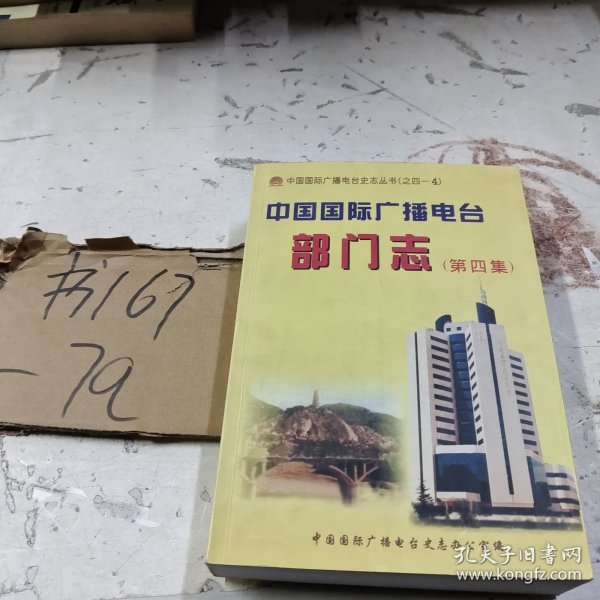 中国国际广播电台史志丛书(之四—4)
中国国际广播电台
部门志(第四集)
中国国际广播电台史志办公室编
书167
—79
孔夫子旧书网
www.kongfz.com